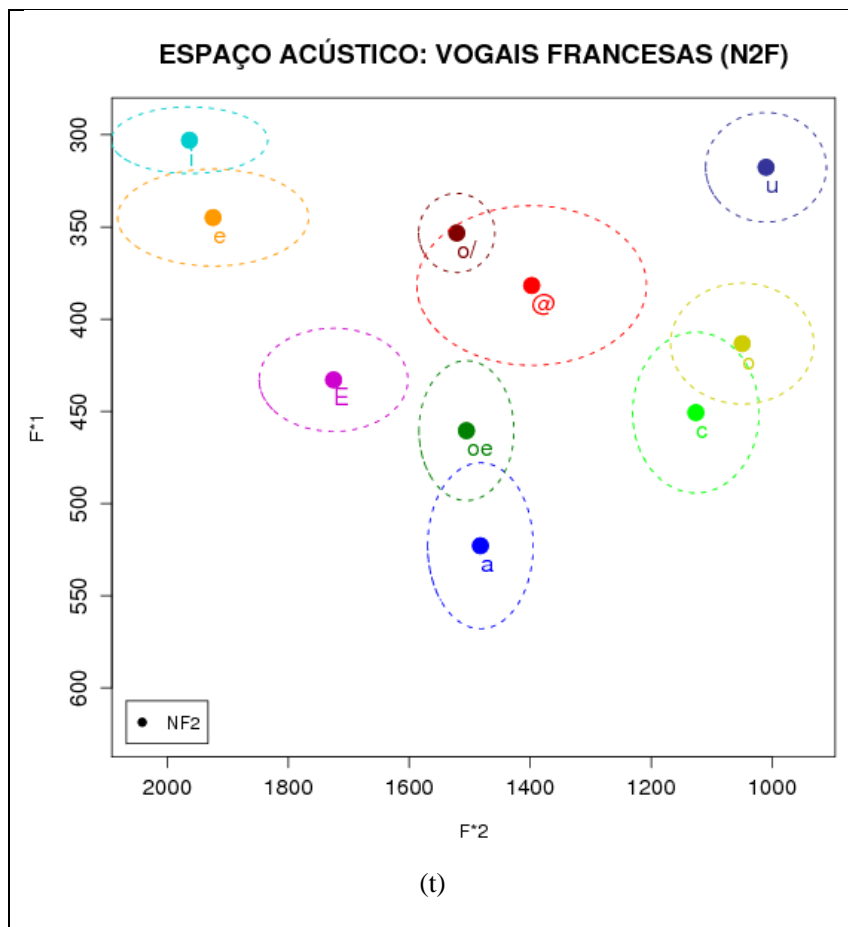 ESPAÇO ACÚSTICO: VOGAIS FRANCESAS (N2F)
300
350
400
450
500
550
600
F*1
i
e
o/
@
u
o
E
oe
c
a
NF2
2000 1800 1600 1400 1200 1000
F*2
(t)